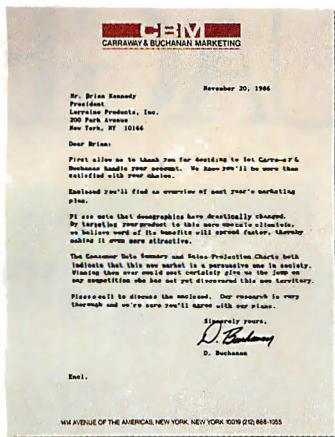 CBM
CARRAWAY & BUCHANAN MARKETING
November 20, 1986
Mr. Brian Kennedy
President
Lorraine Products, Inc.
200 Park Avenue
New York, NY 10166
Dear Brian:
First allow me to thank you for deciding to let Carraway &
Buchanan handle your account. We know you'll be more than
satisfied with your choice.
Enclosed you'll find an overview of next year's marketing
plan.
Please note that demographics have drastically changed.
By targeting your product to this more upscale clientele,
we believe word of its benefits will spread faster, thereby
making it even more attractive.
The Consumer Data Summary and Sales Projection Charts both
indicate that this new market is a persuasive one in society.
Winning them over would most certainly give us the jump on
any competition who has not yet discovered this new territory.
Please call to discuss the enclosed. Our research is very
thorough and we're sure you'll agree with our plans.
Sincerely yours,
D. Buchanan
D. Buchanan
Encl.
AVENUE OF THE AMERICAS, NEW YORK, NEW YORK 10019 (212) 868-1055